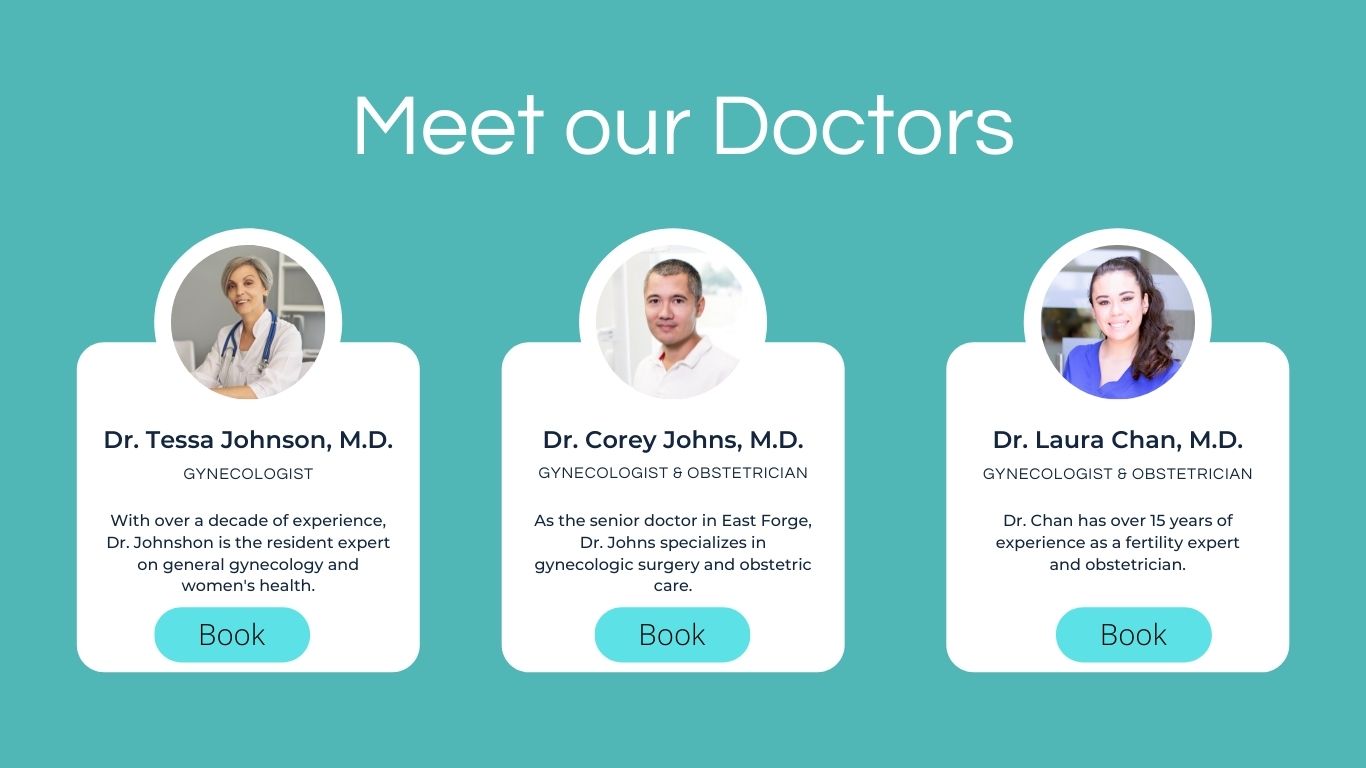 Meet our Doctors
Dr. Tessa Johnson, M.D.
GYNECOLOGIST
With over a decade of experience,
Dr. Johnshon is the resident expert
on general gynecology and
women's health.
Book
Dr. Corey Johns, M.D.
GYNECOLOGIST & OBSTETRICIAN
As the senior doctor in East Forge,
Dr. Johns specializes in
gynecologic surgery and obstetric
care.
Book
Dr. Laura Chan, M.D.
GYNECOLOGIST & OBSTETRICIAN
Dr. Chan has over 15 years of
experience as a fertility expert
and obstetrician.
Book